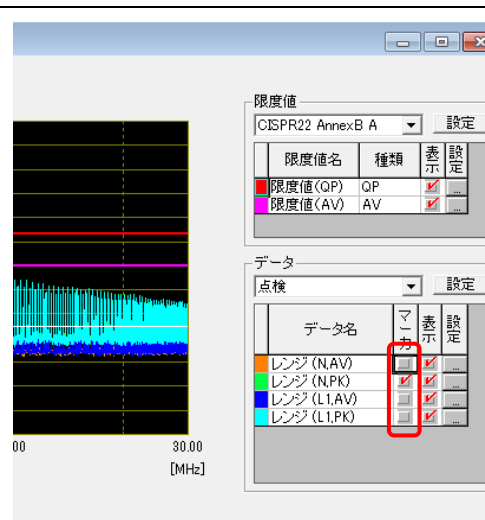 限度値
CISPR22 AnnexB A
設定
限度値名 種類 表示 設定
限度値(QP) QP ...
限度値(AV) AV ...
データ
点検
設定
データ名 マーカ 表示 設定
レンジ (N,AV) ...
レンジ (N,PK) ...
レンジ (L1,AV) ...
レンジ (L1,PK) ...
00 30.00
[MHz]